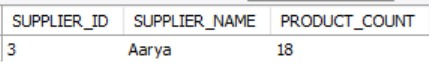 SUPPLIER_ID SUPPLIER_NAME PRODUCT_COUNT
3 Aarya 18